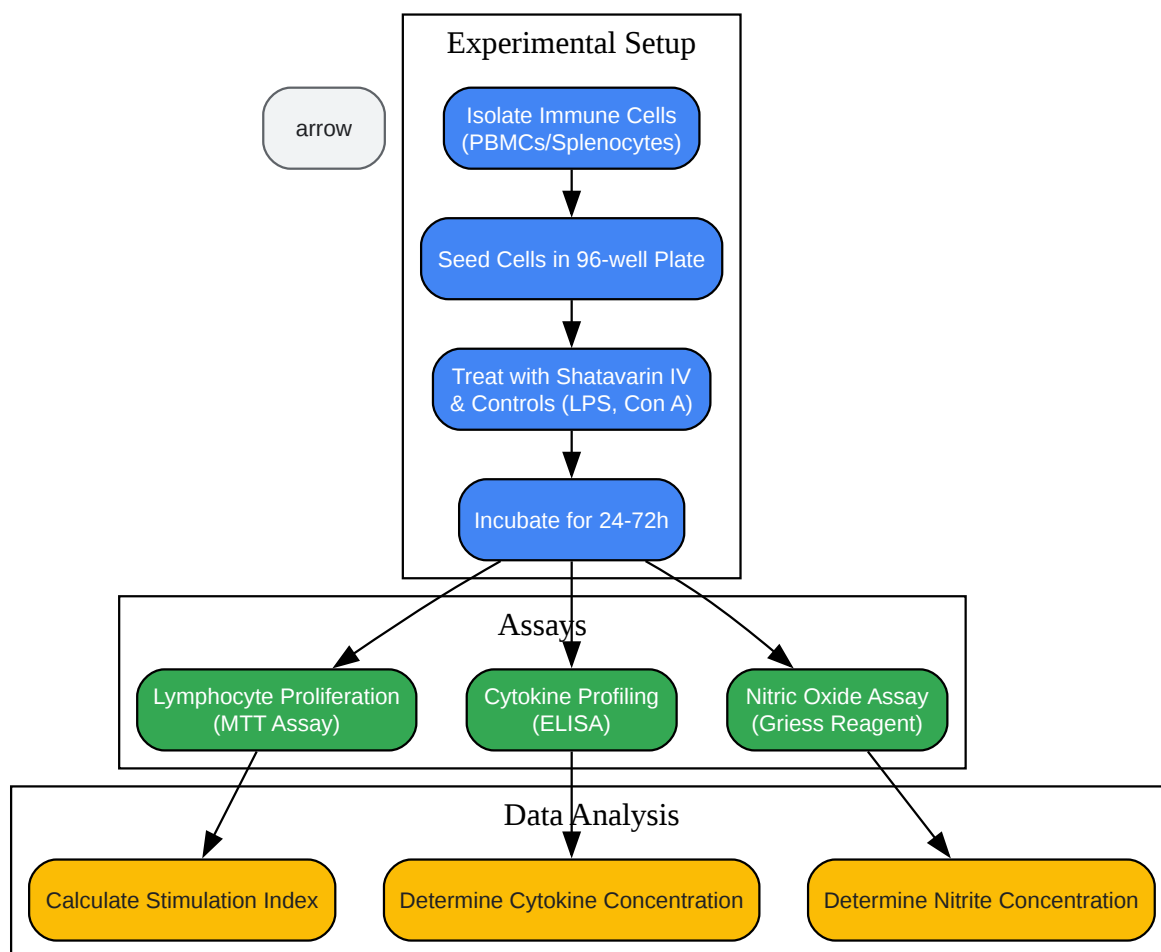 Experimental Setup
arrow
Isolate Immune Cells
(PBMCs/Splenocytes)
Seed Cells in 96-well Plate
Treat with Shatavarin IV
& Controls (LPS, Con A)
Incubate for 24-72h
Assays
Lymphocyte Proliferation
(MTT Assay)
Cytokine Profiling
(ELISA)
Nitric Oxide Assay
(Griess Reagent)
Data Analysis
Calculate Stimulation Index
Determine Cytokine Concentration
Determine Nitrite Concentration